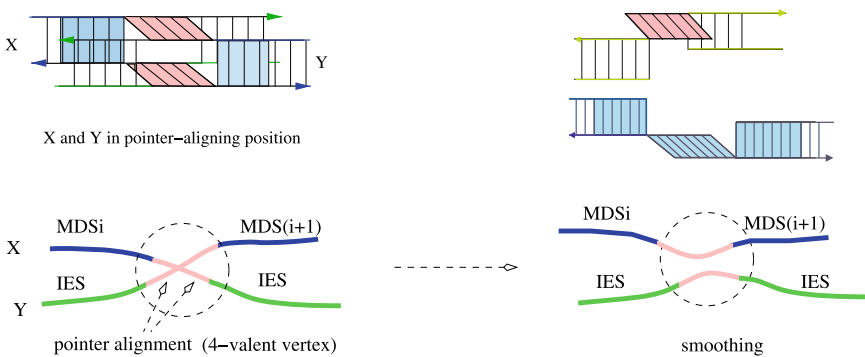 X
Y
X and Y in pointer−aligning position
MDSi
MDS(i+1)
X
IES
IES
Y
pointer alignment (4−valent vertex)
MDSi
MDS(i+1)
IES
IES
smoothing